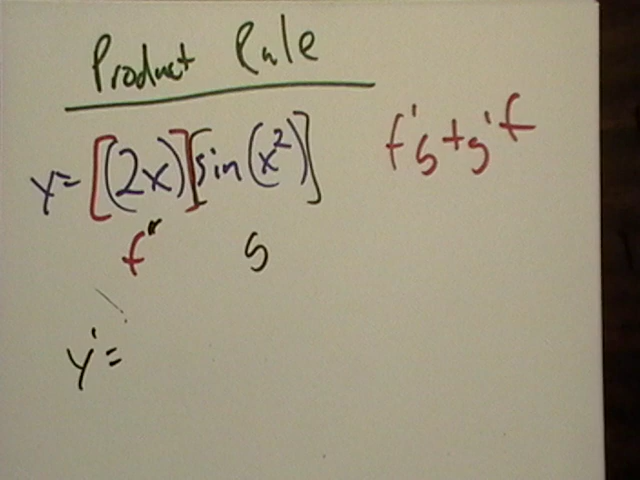 Product Rule
y=[(2x)][sin(x²)] f's+s'f
f" s
y'=